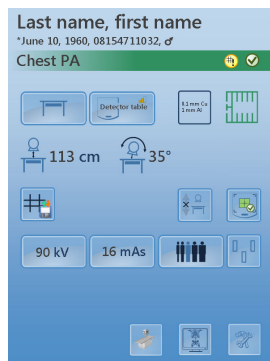 Last name, first name
*June 10, 1960, 08154711032, ♂
Chest PA
Detector table
0.1 mm Cu
1 mm Al
113 cm
35°
90 kV
16 mAs